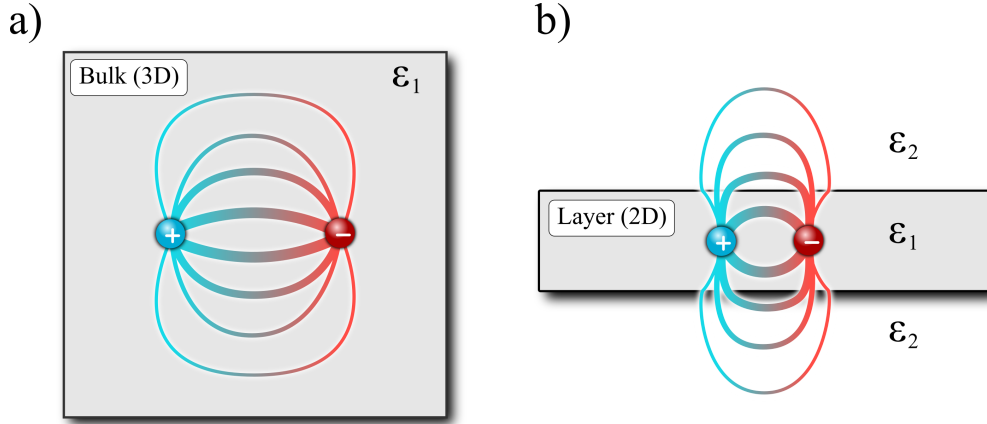 a)
Bulk (3D)
ε₁
+
−
b)
ε₂
Layer (2D)
ε₁
+
−
ε₂